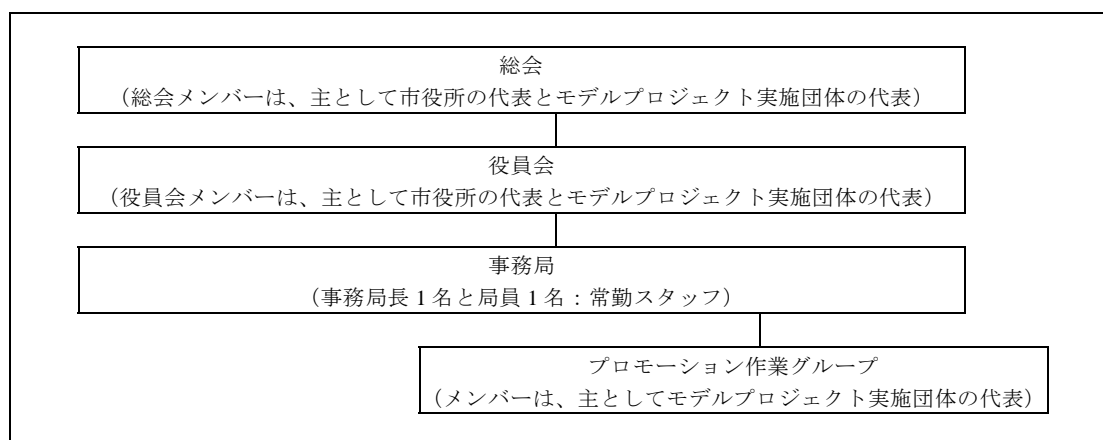 総会
（総会メンバーは、主として市役所の代表とモデルプロジェクト実施団体の代表）
役員会
（役員会メンバーは、主として市役所の代表とモデルプロジェクト実施団体の代表）
事務局
（事務局長 1 名と局員 1 名：常勤スタッフ）
プロモーション作業グループ
（メンバーは、主としてモデルプロジェクト実施団体の代表）